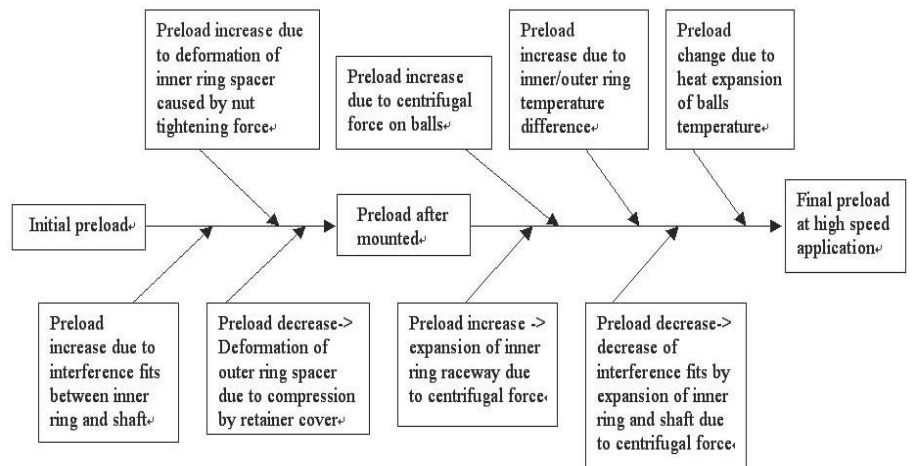 Preload increase due
to deformation of
inner ring spacer
caused by nut
tightening force
Preload increase
due to centrifugal
force on balls
Preload
increase due to
inner/outer ring
temperature
difference
Preload
change due to
heat expansion
of balls
temperature
Initial preload
Preload after
mounted
Final preload
at high speed
application
Preload
increase due to
interference fits
between inner
ring and shaft
Preload decrease->
Deformation of
outer ring spacer
due to compression
by retainer cover
Preload increase ->
expansion of inner
ring raceway due
to centrifugal force
Preload decrease->
decrease of
interference fits by
expansion of inner
ring and shaft due
to centrifugal force